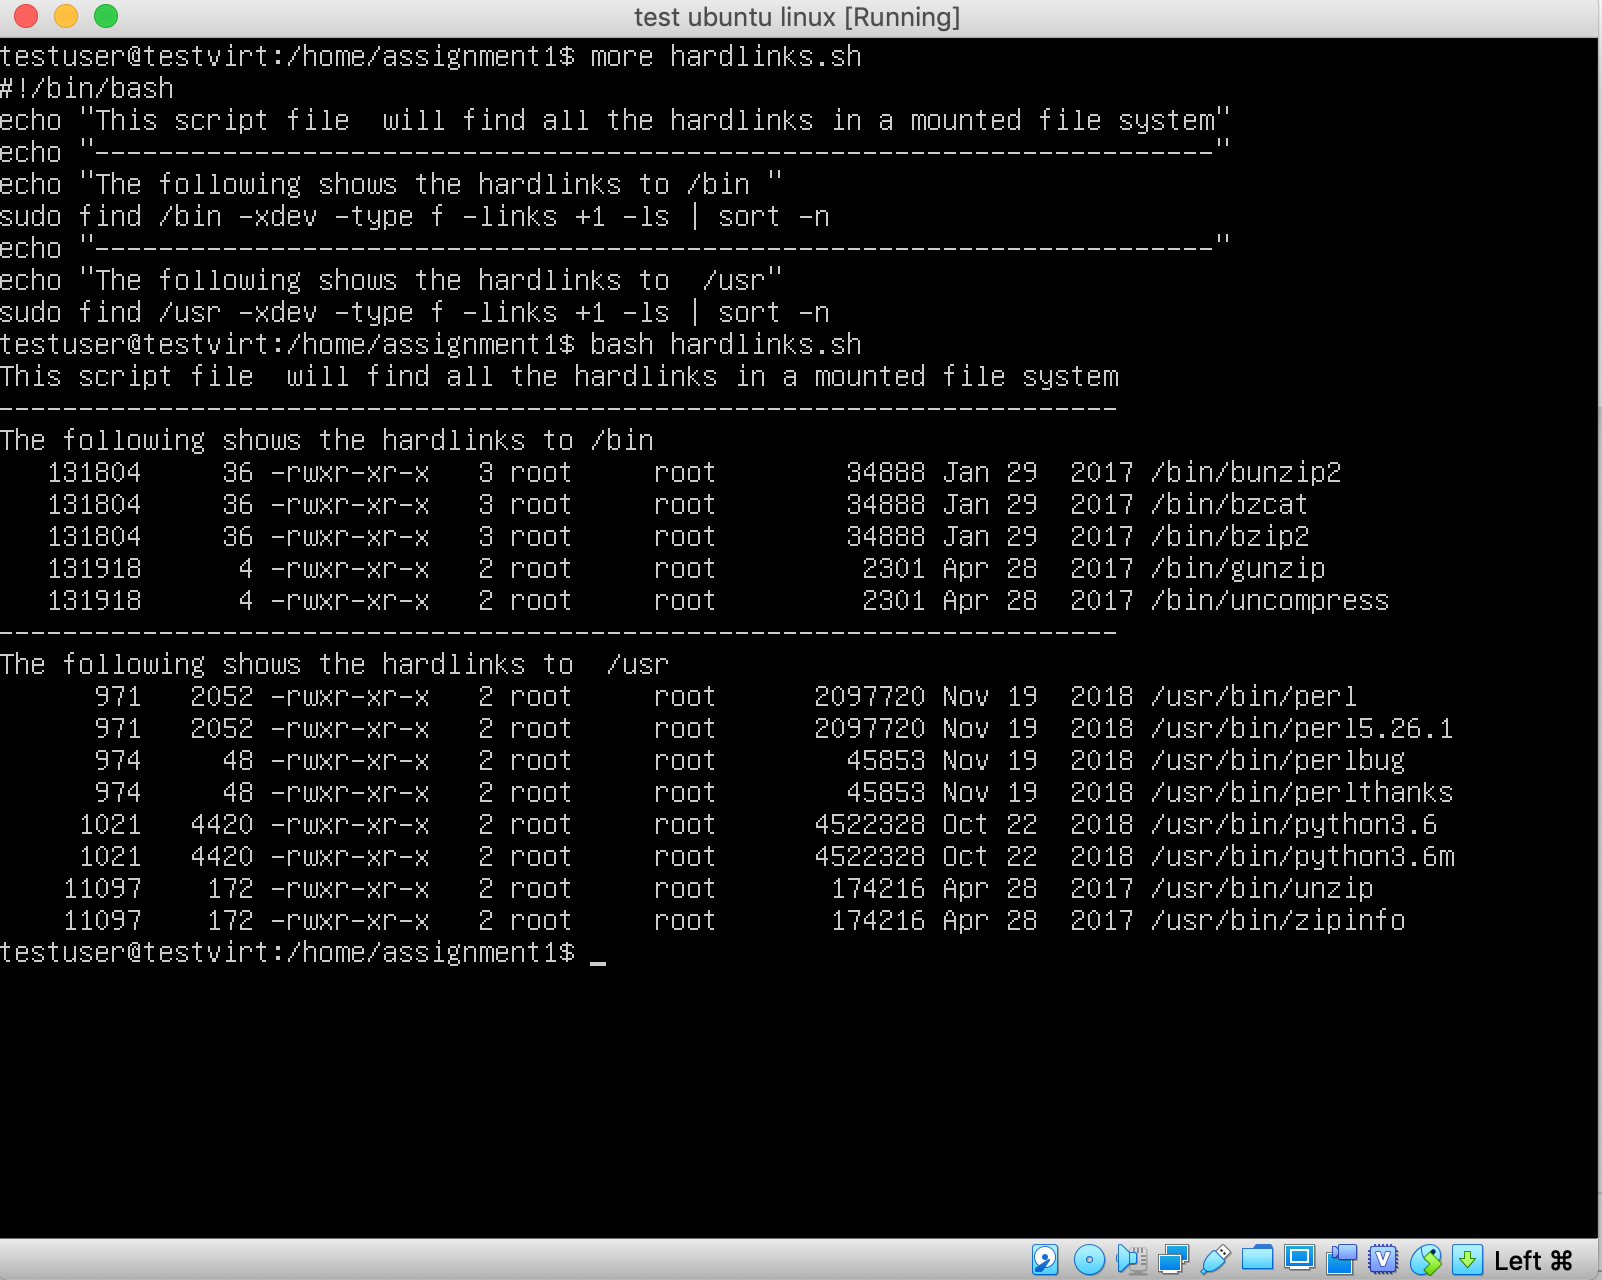 test ubuntu linux [Running]
testuser@testvirt:/home/assignment1$ more hardlinks.sh
#!/bin/bash
echo "This script file  will find all the hardlinks in a mounted file system"
echo "----------------------------------------------------------------------"
echo "The following shows the hardlinks to /bin "
sudo find /bin -xdev -type f -links +1 -ls | sort -n
echo "----------------------------------------------------------------------"
echo "The following shows the hardlinks to  /usr"
sudo find /usr -xdev -type f -links +1 -ls | sort -n
testuser@testvirt:/home/assignment1$ bash hardlinks.sh
This script file  will find all the hardlinks in a mounted file system
----------------------------------------------------------------------
The following shows the hardlinks to /bin
   131804     36 -rwxr-xr-x   3 root     root        34888 Jan 29  2017 /bin/bunzip2
   131804     36 -rwxr-xr-x   3 root     root        34888 Jan 29  2017 /bin/bzcat
   131804     36 -rwxr-xr-x   3 root     root        34888 Jan 29  2017 /bin/bzip2
   131918      4 -rwxr-xr-x   2 root     root         2301 Apr 28  2017 /bin/gunzip
   131918      4 -rwxr-xr-x   2 root     root         2301 Apr 28  2017 /bin/uncompress
----------------------------------------------------------------------
The following shows the hardlinks to  /usr
      971   2052 -rwxr-xr-x   2 root     root      2097720 Nov 19  2018 /usr/bin/perl
      971   2052 -rwxr-xr-x   2 root     root      2097720 Nov 19  2018 /usr/bin/perl5.26.1
      974     48 -rwxr-xr-x   2 root     root        45853 Nov 19  2018 /usr/bin/perlbug
      974     48 -rwxr-xr-x   2 root     root        45853 Nov 19  2018 /usr/bin/perlthanks
     1021   4420 -rwxr-xr-x   2 root     root      4522328 Oct 22  2018 /usr/bin/python3.6
     1021   4420 -rwxr-xr-x   2 root     root      4522328 Oct 22  2018 /usr/bin/python3.6m
    11097    172 -rwxr-xr-x   2 root     root       174216 Apr 28  2017 /usr/bin/unzip
    11097    172 -rwxr-xr-x   2 root     root       174216 Apr 28  2017 /usr/bin/zipinfo
testuser@testvirt:/home/assignment1$ _
V
Left ⌘